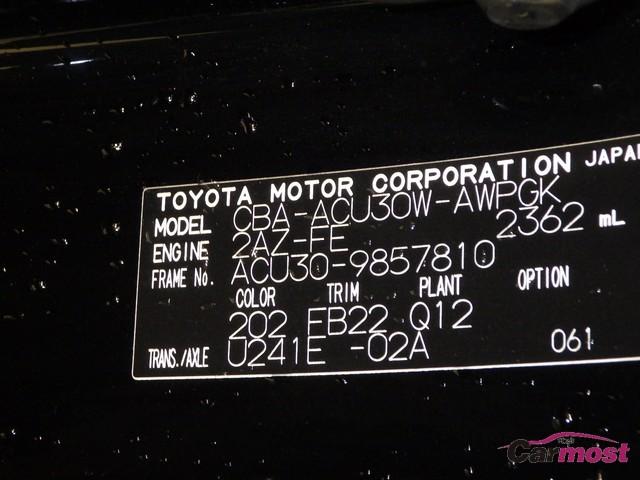 TOYOTA MOTOR CORPORATION JAPAN
MODEL CBA-ACU30W-AWPGK
ENGINE 2AZ-FE 2362 mL
FRAME No. ACU30-9857810
COLOR TRIM PLANT OPTION
202 FB22 Q12
TRANS./AXLE U241E -02A 061
Carmost